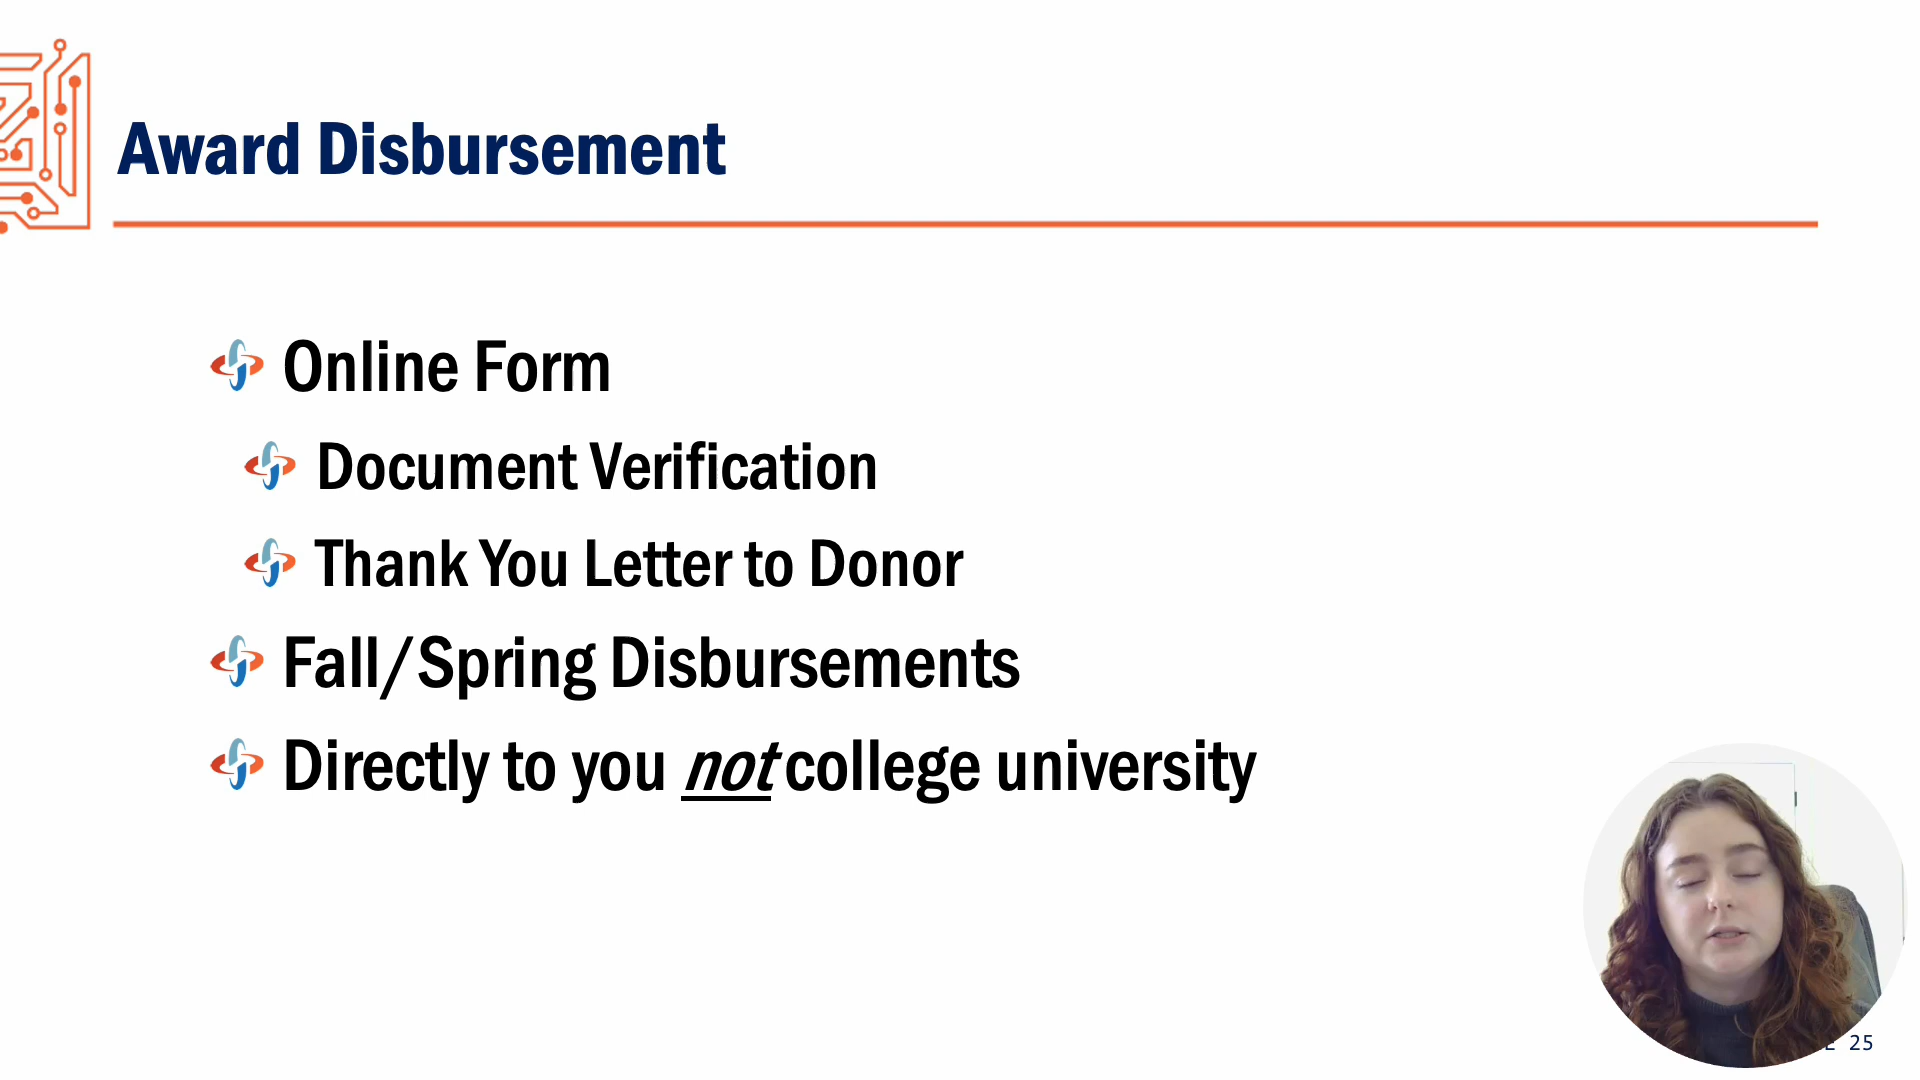 Award Disbursement
Online Form
Document Verification
Thank You Letter to Donor
Fall/Spring Disbursements
Directly to you not college university
25